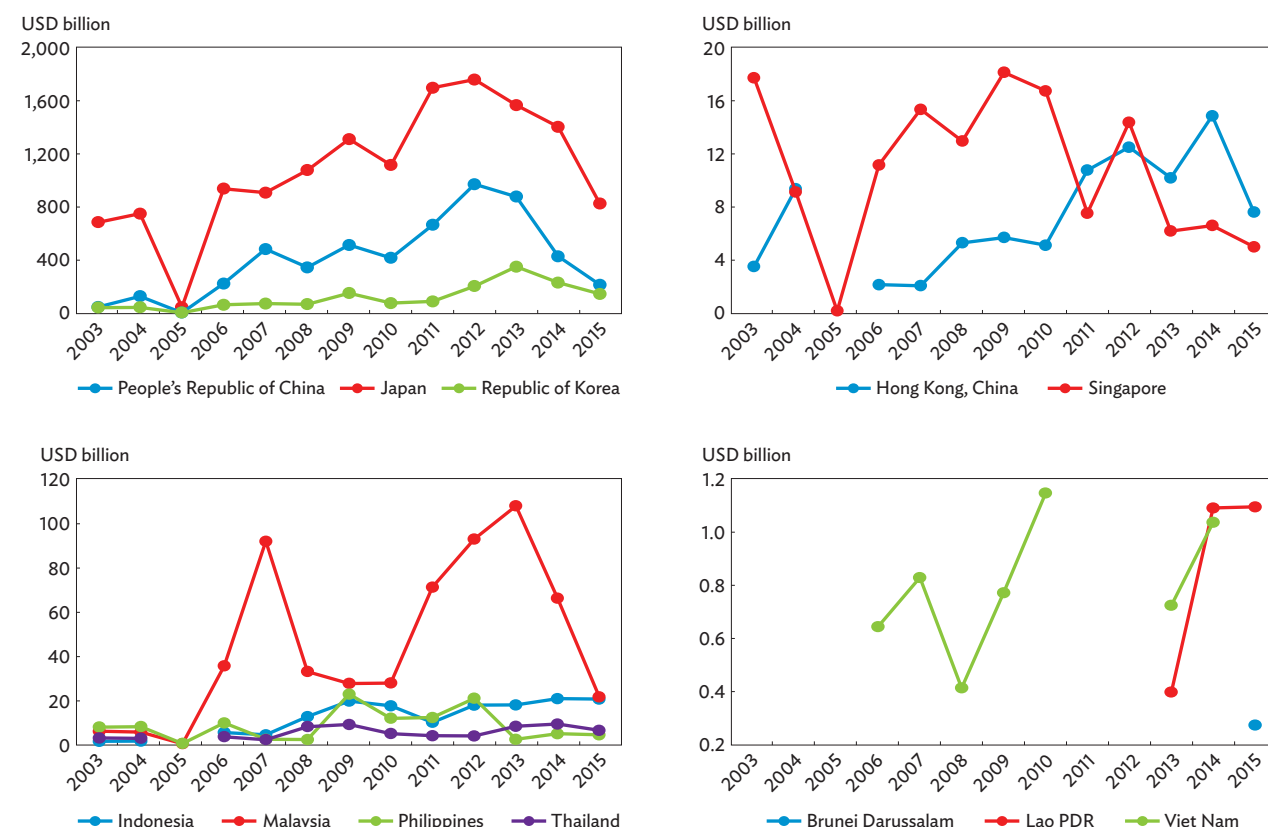 USD billion
2,000
1,600
1,200
800
400
0
2003 2004 2005 2006 2007 2008 2009 2010 2011 2012 2013 2014 2015
People's Republic of China Japan Republic of Korea
USD billion
20
16
12
8
4
0
2003 2004 2005 2006 2007 2008 2009 2010 2011 2012 2013 2014 2015
Hong Kong, China Singapore
USD billion
120
100
80
60
40
20
0
2003 2004 2005 2006 2007 2008 2009 2010 2011 2012 2013 2014 2015
Indonesia Malaysia Philippines Thailand
USD billion
1.2
1.0
0.8
0.6
0.4
0.2
2003 2004 2005 2006 2007 2008 2009 2010 2011 2012 2013 2014 2015
Brunei Darussalam Lao PDR Viet Nam